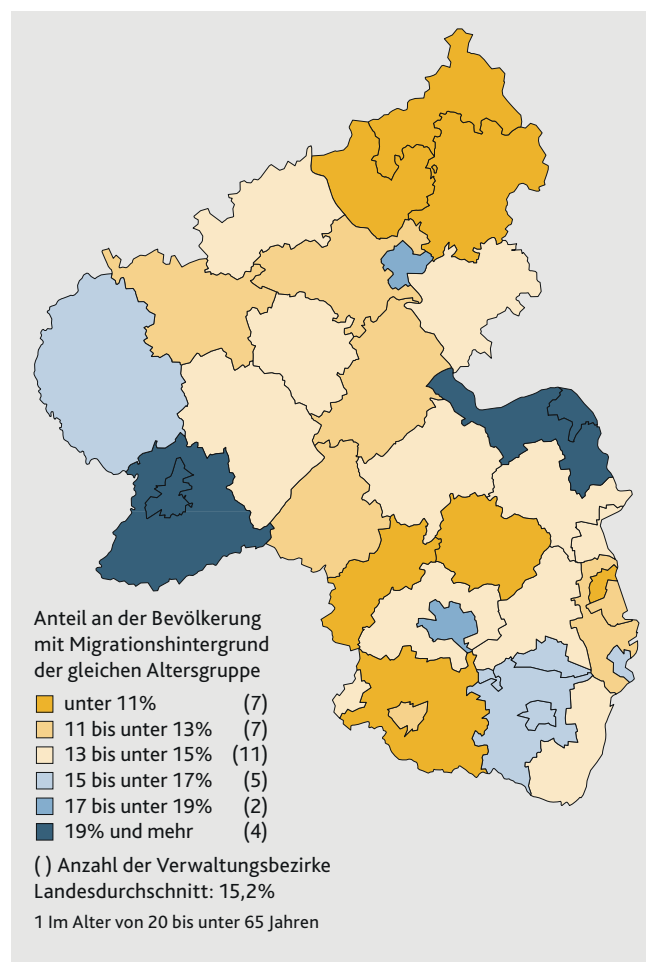 Anteil an der Bevölkerung
mit Migrationshintergrund
der gleichen Altersgruppe
unter 11% (7)
11 bis unter 13% (7)
13 bis unter 15% (11)
15 bis unter 17% (5)
17 bis unter 19% (2)
19% und mehr (4)
( ) Anzahl der Verwaltungsbezirke
Landesdurchschnitt: 15,2%
1 Im Alter von 20 bis unter 65 Jahren